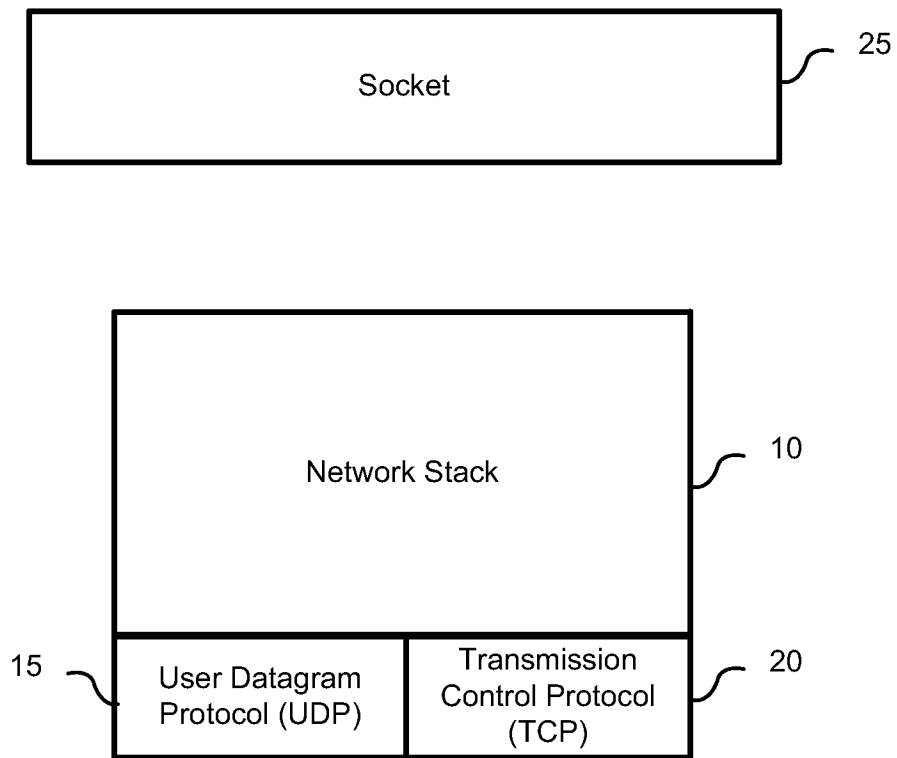 Socket
25
Network Stack
10
15
User Datagram
Protocol (UDP)
Transmission
Control Protocol
(TCP)
20